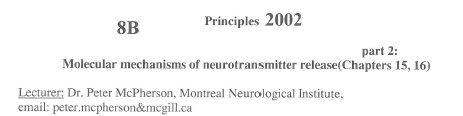 8B
Principles 2002
part 2:
Molecular mechanisms of neurotransmitter release(Chapters 15, 16)
Lecturer: Dr. Peter McPherson, Montreal Neurological Institute,
email: peter.mcpherson&mcgill.ca